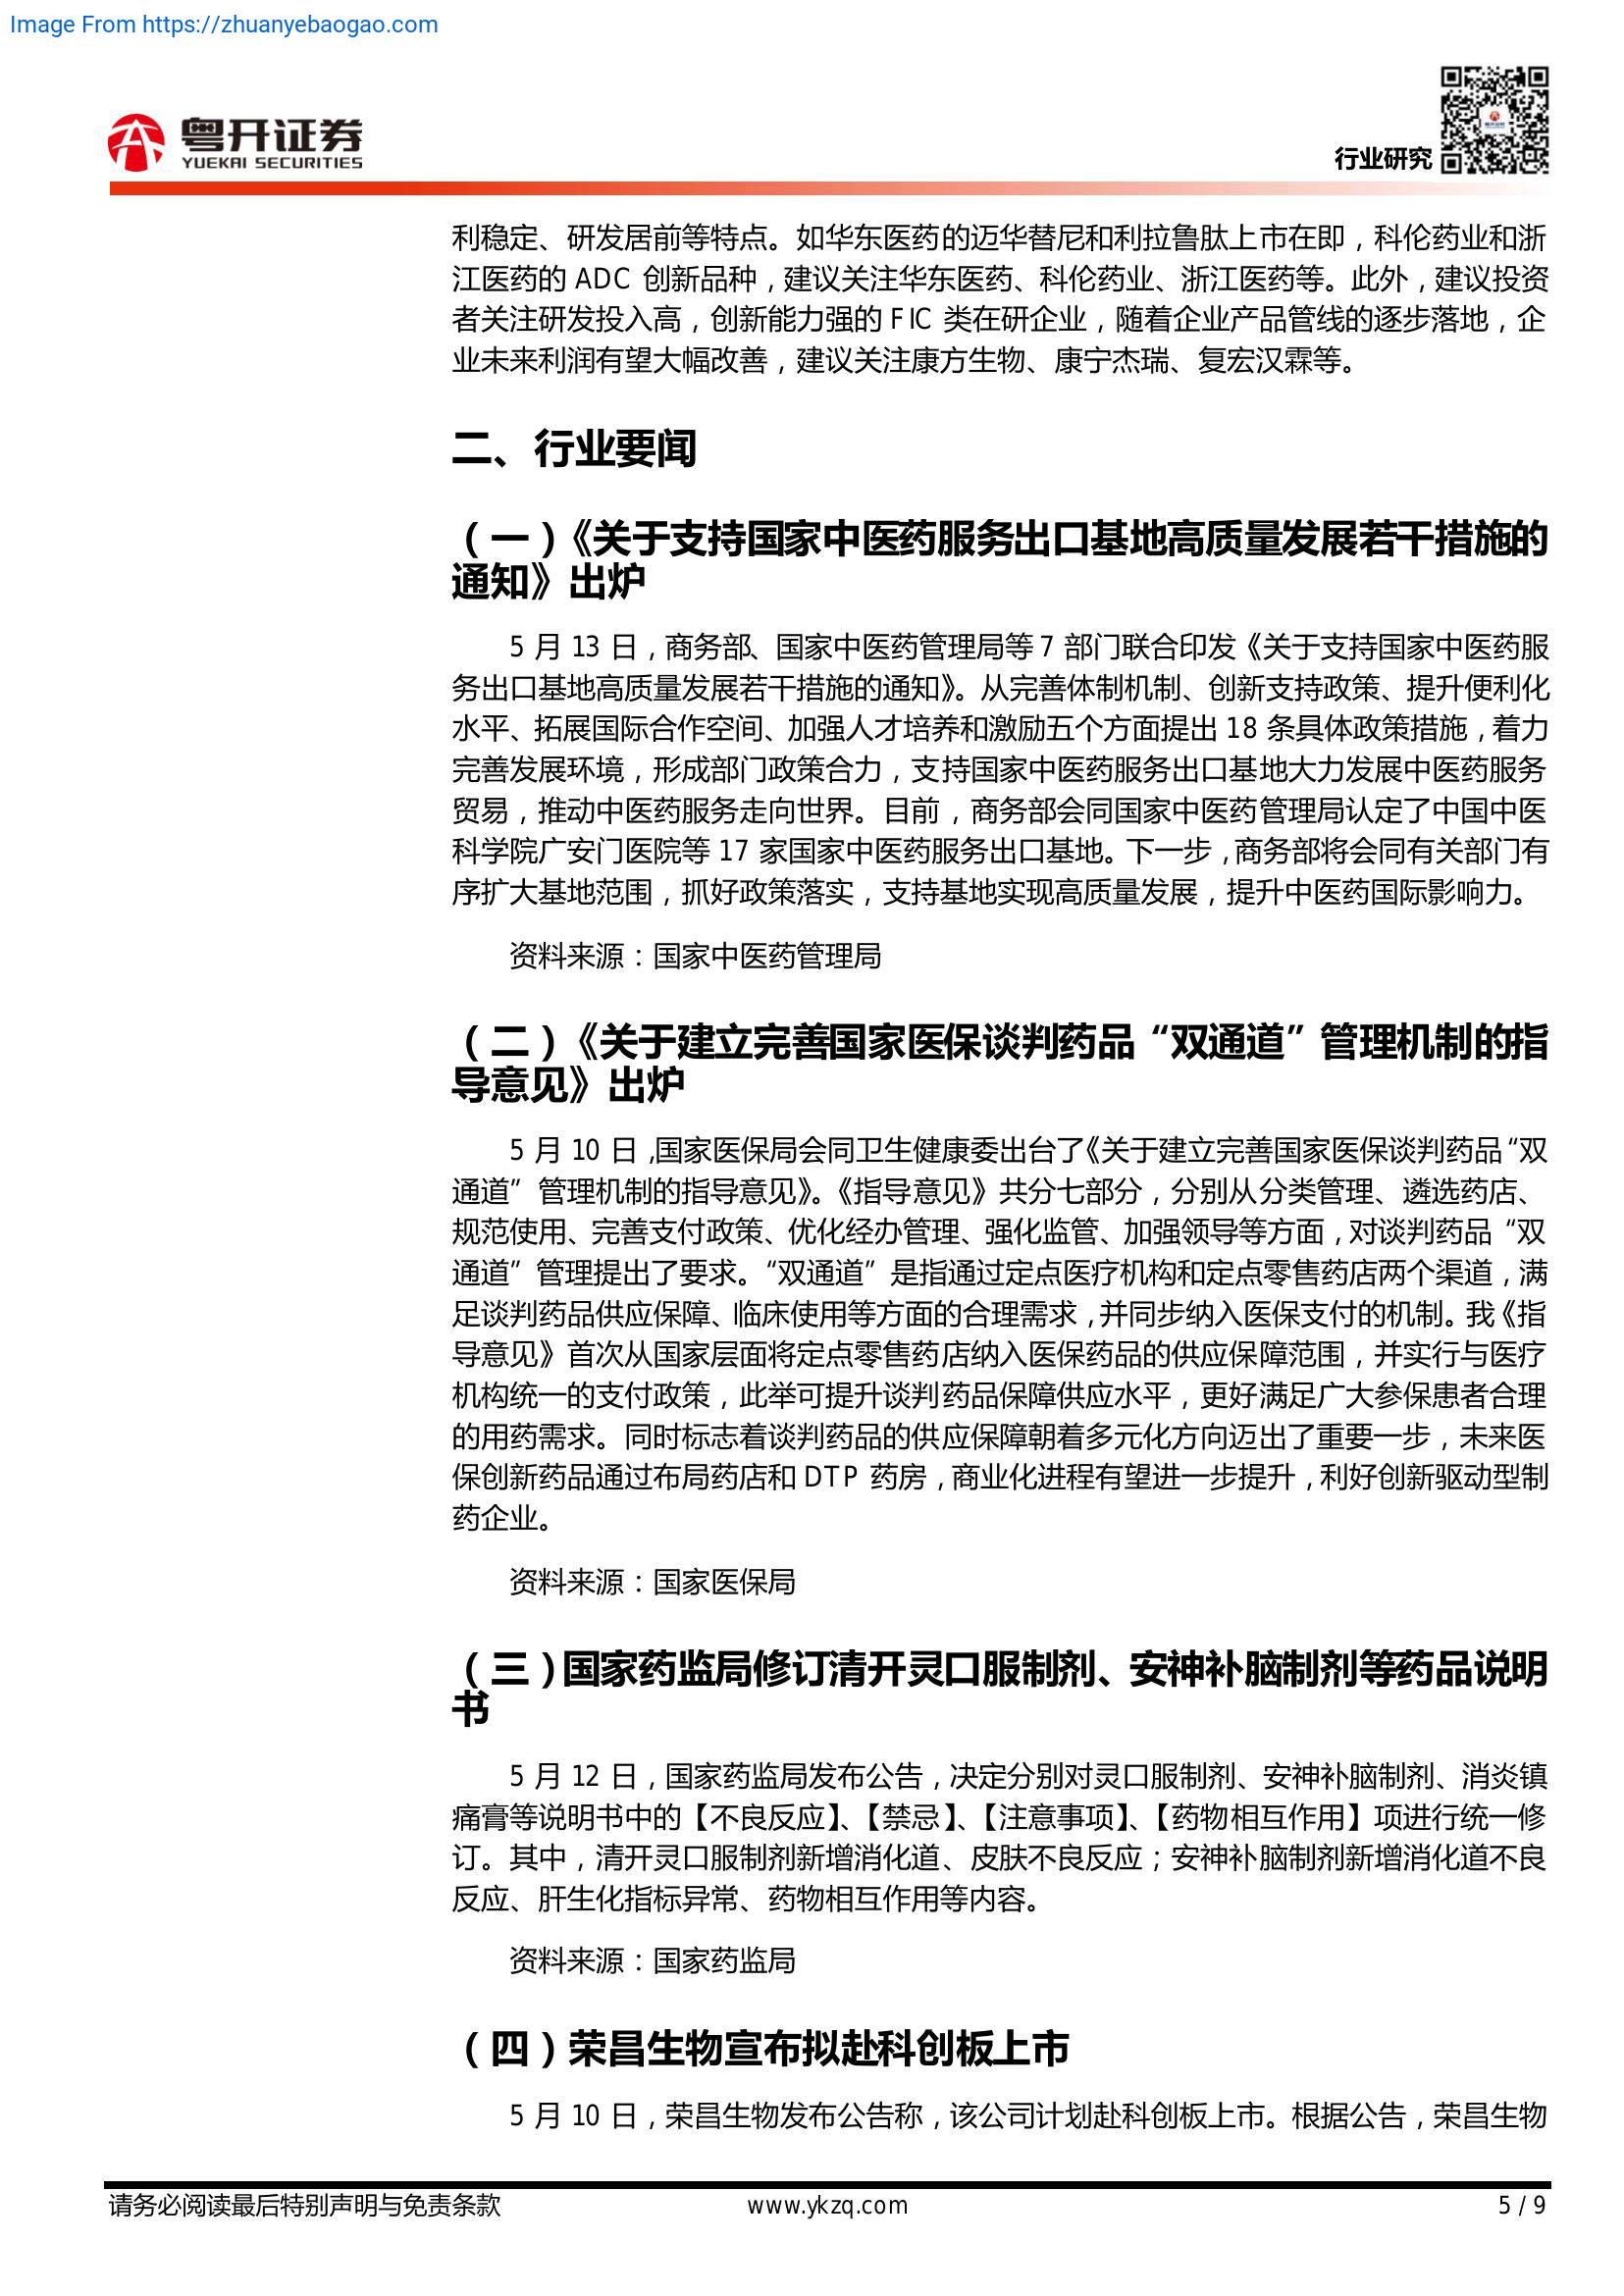 Image From https://zhuanyebaogao.com
粤开证券
YUEKAI SECURITIES
行业研究
利稳定、研发居前等特点。如华东医药的迈华替尼和利拉鲁肽上市在即，科伦药业和浙
江医药的 ADC 创新品种，建议关注华东医药、科伦药业、浙江医药等。此外，建议投资
者关注研发投入高，创新能力强的 FIC 类在研企业，随着企业产品管线的逐步落地，企
业未来利润有望大幅改善，建议关注康方生物、康宁杰瑞、复宏汉霖等。
二、行业要闻
（一）《关于支持国家中医药服务出口基地高质量发展若干措施的
通知》出炉
5 月 13 日，商务部、国家中医药管理局等 7 部门联合印发《关于支持国家中医药服
务出口基地高质量发展若干措施的通知》。从完善体制机制、创新支持政策、提升便利化
水平、拓展国际合作空间、加强人才培养和激励五个方面提出 18 条具体政策措施，着力
完善发展环境，形成部门政策合力，支持国家中医药服务出口基地大力发展中医药服务
贸易，推动中医药服务走向世界。目前，商务部会同国家中医药管理局认定了中国中医
科学院广安门医院等 17 家国家中医药服务出口基地。下一步，商务部将会同有关部门有
序扩大基地范围，抓好政策落实，支持基地实现高质量发展，提升中医药国际影响力。
资料来源：国家中医药管理局
（二）《关于建立完善国家医保谈判药品“双通道”管理机制的指
导意见》出炉
5 月 10 日，国家医保局会同卫生健康委出台了《关于建立完善国家医保谈判药品“双
通道”管理机制的指导意见》。《指导意见》共分七部分，分别从分类管理、遴选药店、
规范使用、完善支付政策、优化经办管理、强化监管、加强领导等方面，对谈判药品“双
通道”管理提出了要求。“双通道”是指通过定点医疗机构和定点零售药店两个渠道，满
足谈判药品供应保障、临床使用等方面的合理需求，并同步纳入医保支付的机制。我《指
导意见》首次从国家层面将定点零售药店纳入医保药品的供应保障范围，并实行与医疗
机构统一的支付政策，此举可提升谈判药品保障供应水平，更好满足广大参保患者合理
的用药需求。同时标志着谈判药品的供应保障朝着多元化方向迈出了重要一步，未来医
保创新药品通过布局药店和 DTP 药房，商业化进程有望进一步提升，利好创新驱动型制
药企业。
资料来源：国家医保局
（三）国家药监局修订清开灵口服制剂、安神补脑制剂等药品说明
书
5 月 12 日，国家药监局发布公告，决定分别对灵口服制剂、安神补脑制剂、消炎镇
痛膏等说明书中的【不良反应】、【禁忌】、【注意事项】、【药物相互作用】项进行统一修
订。其中，清开灵口服制剂新增消化道、皮肤不良反应；安神补脑制剂新增消化道不良
反应、肝生化指标异常、药物相互作用等内容。
资料来源：国家药监局
（四）荣昌生物宣布拟赴科创板上市
5 月 10 日，荣昌生物发布公告称，该公司计划赴科创板上市。根据公告，荣昌生物
请务必阅读最后特别声明与免责条款
www.ykzq.com
5 / 9